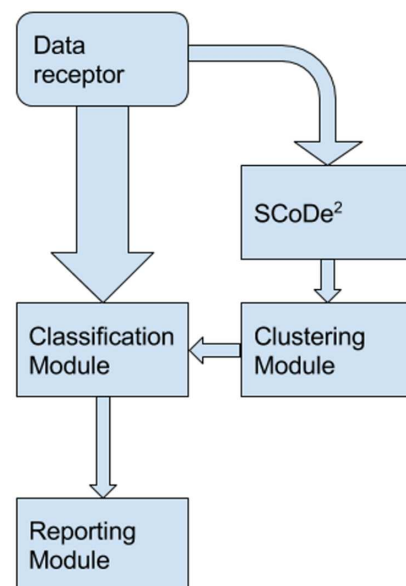 Data
receptor
SCoDe²
Classification
Module
Clustering
Module
Reporting
Module